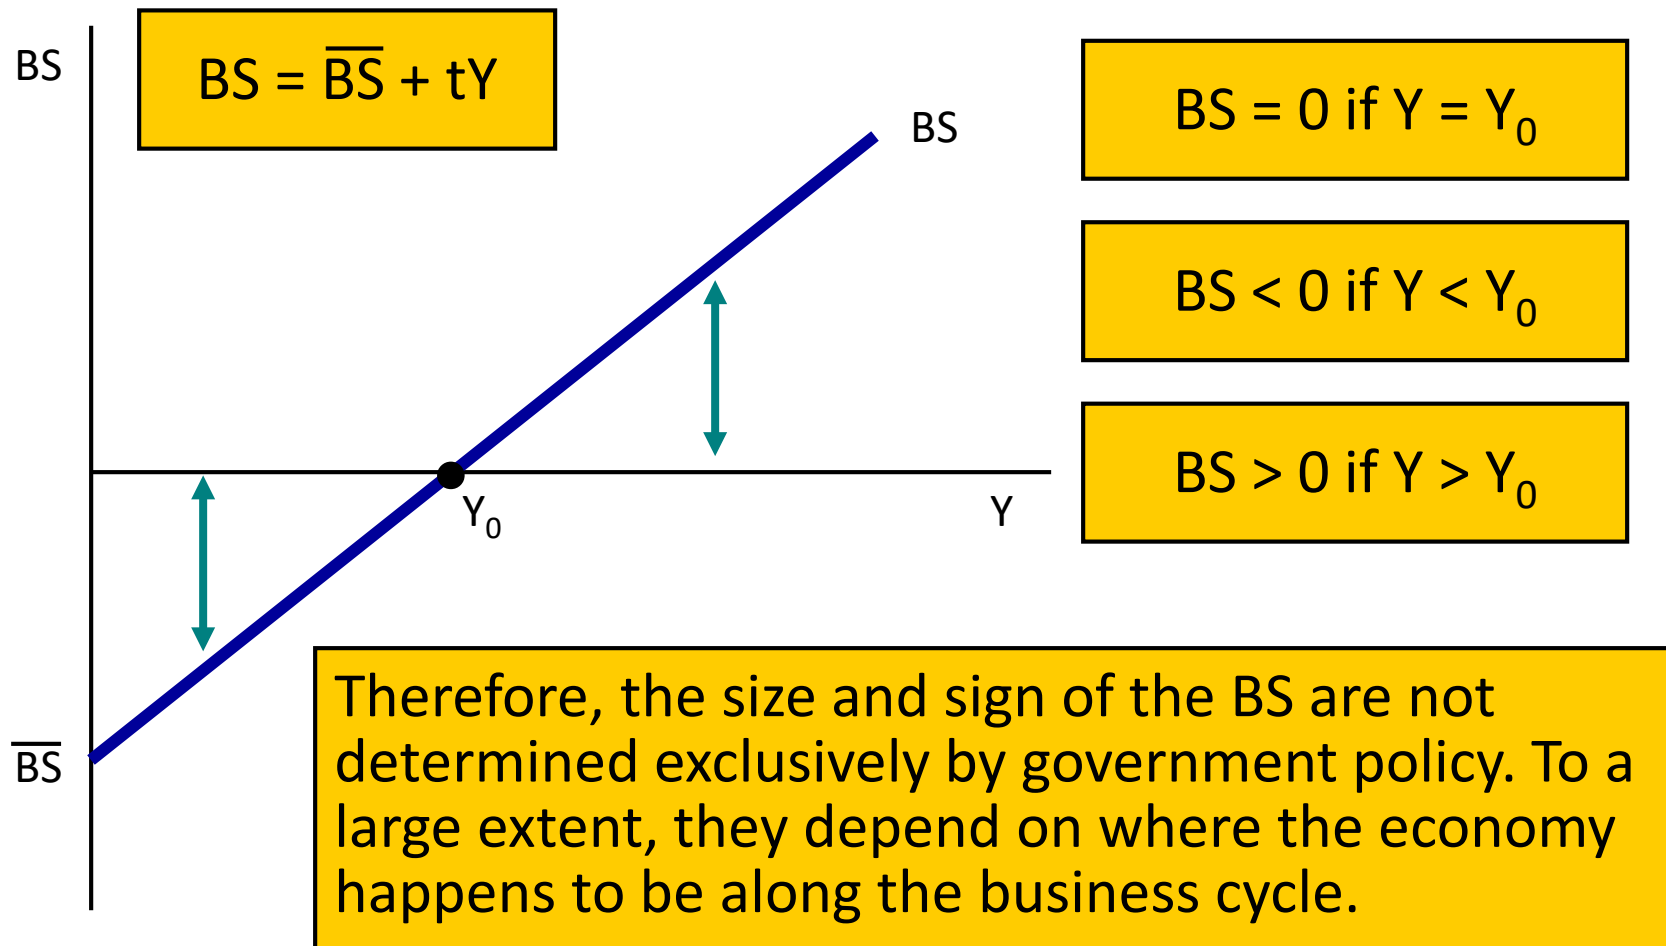 BS
BS = B̅S̅ + tY
BS
BS = 0 if Y = Y₀
BS < 0 if Y < Y₀
BS > 0 if Y > Y₀
Y₀
Y
B̅S̅
Therefore, the size and sign of the BS are not
determined exclusively by government policy. To a
large extent, they depend on where the economy
happens to be along the business cycle.